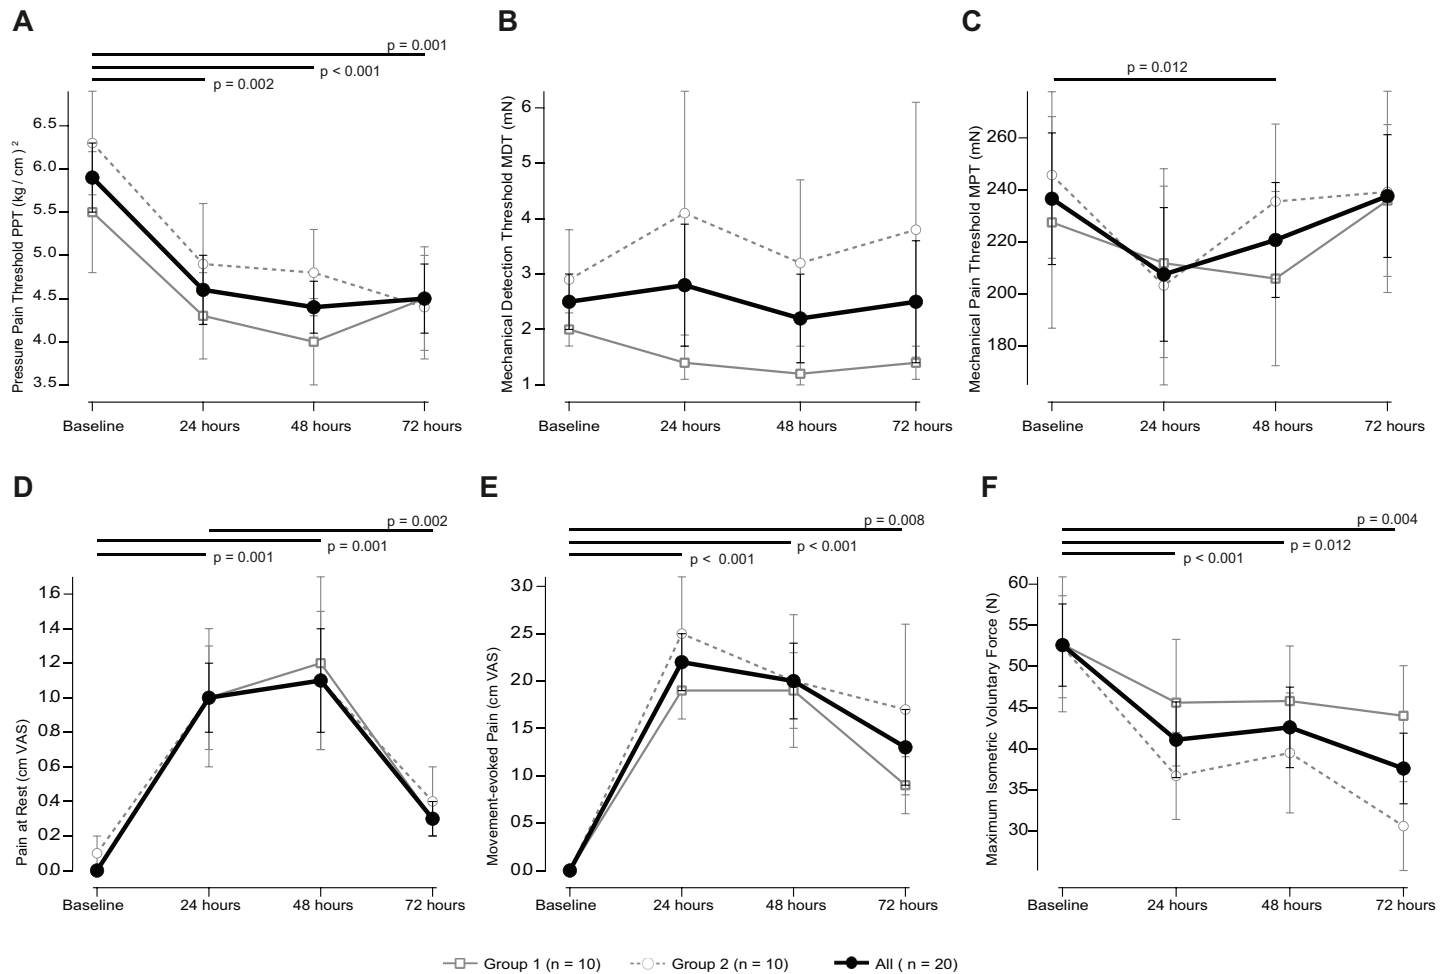 A
p = 0.001
p < 0.001
p = 0.002
Pressure Pain Threshold PPT (kg / cm ) 2
6.5
6.0
5.5
5.0
4.5
4.0
3.5
Baseline
24 hours
48 hours
72 hours
B
Mechanical Detection Threshold MDT (mN)
6
5
4
3
2
1
Baseline
24 hours
48 hours
72 hours
C
p = 0.012
Mechanical Pain Threshold MPT (mN)
260
240
220
200
180
Baseline
24 hours
48 hours
72 hours
D
p = 0.002
p = 0.001
p = 0.001
Pain at Rest (cm VAS)
1.6
1.4
1.2
1.0
0.8
0.6
0.4
0.2
0.0
Baseline
24 hours
48 hours
72 hours
E
p = 0.008
p < 0.001
p < 0.001
Movement-evoked Pain (cm VAS)
3.0
2.5
2.0
1.5
1.0
0.5
0.0
Baseline
24 hours
48 hours
72 hours
F
p = 0.004
p = 0.012
p < 0.001
Maximum Isometric Voluntary Force (N)
60
55
50
45
40
35
30
Baseline
24 hours
48 hours
72 hours
Group 1 (n = 10)
Group 2 (n = 10)
All ( n = 20)